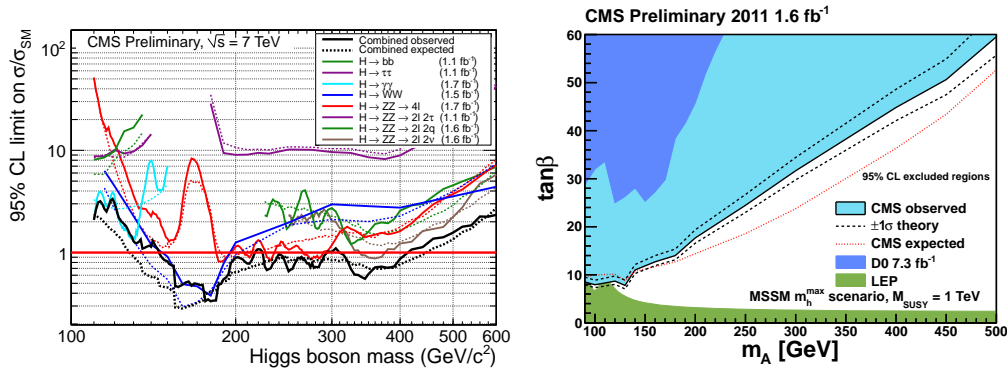 CMS Preliminary, √s = 7 TeV
Combined observed
Combined expected
H → bb (1.1 fb⁻¹)
H → ττ (1.1 fb⁻¹)
H → γγ (1.7 fb⁻¹)
H → WW (1.5 fb⁻¹)
H → ZZ → 4l (1.7 fb⁻¹)
H → ZZ → 2l 2τ (1.1 fb⁻¹)
H → ZZ → 2l 2q (1.6 fb⁻¹)
H → ZZ → 2l 2ν (1.6 fb⁻¹)
95% CL limit on σ/σSM
10²
10
1
100 200 300 400 500 600
Higgs boson mass (GeV/c²)
CMS Preliminary 2011 1.6 fb⁻¹
tanβ
60
50
40
30
20
10
0
95% CL excluded regions
CMS observed
±1σ theory
CMS expected
D0 7.3 fb⁻¹
LEP
MSSM mₕᵐᵃˣ scenario, MSUSY = 1 TeV
100 150 200 250 300 350 400 450 500
mA [GeV]